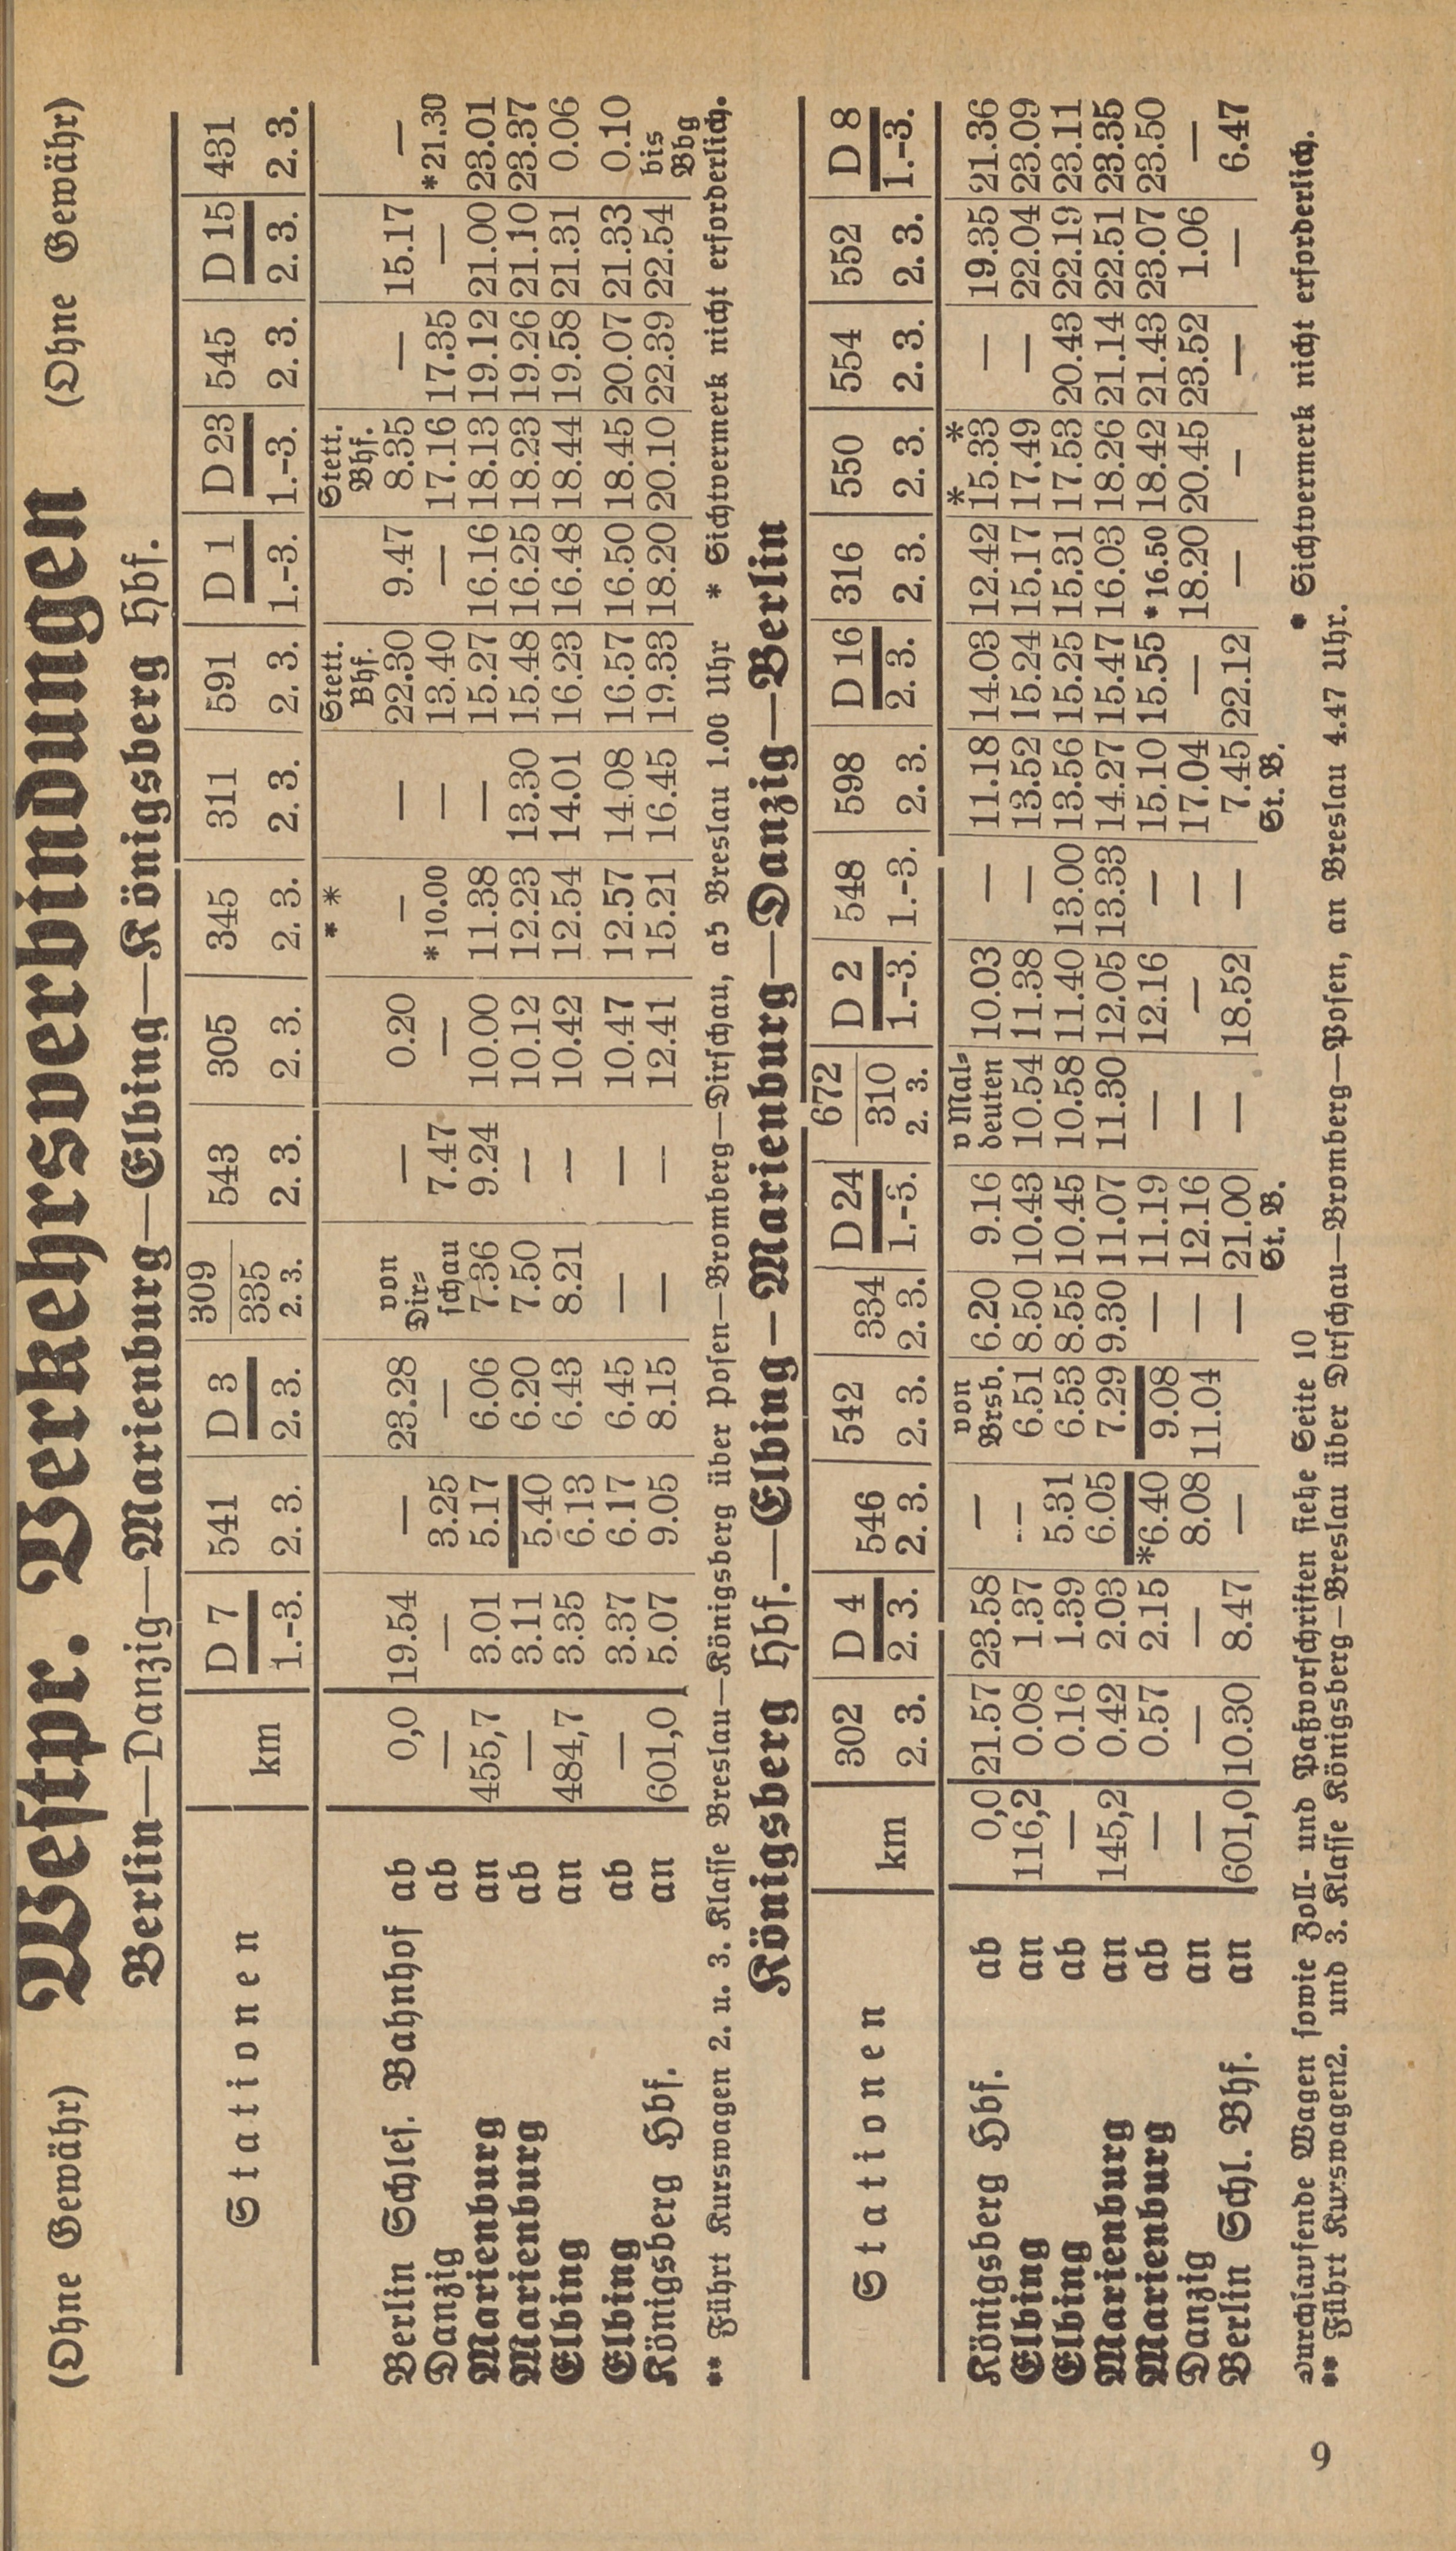 (Ohne Gewähr) Westpr. Verkehrsverbindungen (Ohne Gewähr)
Berlin—Danzig—Marienburg—Elbing—Königsberg Hbf.
Stationen km D 7 541 D 3 309 543 305 345 311 591 D 1 D 23 545 D 15 431
335
1.-3. 2. 3. 2. 3. 2. 3. 2. 3. 2. 3. 2. 3. 2. 3. 2. 3. 1.-3. 1.-3. 2. 3. 2. 3. 2. 3.
* * Stett. Stett.
von Bhf. Bhf.
Berlin Schles. Bahnhof ab 0,0 19.54 — 23.28 Dir= — 0.20 — — 22.30 9.47 8.35 — 15.17 —
Danzig ab — — 3.25 — schau 7.47 — *10.00 — 13.40 — 17.16 17.35 — *21.30
Marienburg an 455,7 3.01 5.17 6.06 7.36 9.24 10.00 11.38 — 15.27 16.16 18.13 19.12 21.00 23.01
Marienburg ab — 3.11 5.40 6.20 7.50 — 10.12 12.23 13.30 15.48 16.25 18.23 19.26 21.10 23.37
Elbing an 484,7 3.35 6.13 6.43 8.21 — 10.42 12.54 14.01 16.23 16.48 18.44 19.58 21.31 0.06
Elbing ab — 3.37 6.17 6.45 — — 10.47 12.57 14.08 16.57 16.50 18.45 20.07 21.33 0.10
Königsberg Hbf. an 601,0 5.07 9.05 8.15 — — 12.41 15.21 16.45 19.33 18.20 20.10 22.39 22.54 bis
Bbg
** Führt Kurswagen 2. u. 3. Klasse Breslau—Königsberg über Posen—Bromberg—Dirschau, ab Breslau 1.00 Uhr * Sichtvermerk nicht erforderlich.
Königsberg Hbf.—Elbing—Marienburg—Danzig—Berlin
Stationen km 302 D 4 546 542 334 D 24 672 D 2 548 598 D 16 316 550 554 552 D 8
310
2. 3. 2. 3. 2. 3. 2. 3. 2. 3. 1.-3. 2. 3. 1.-3. 1.-3. 2. 3. 2. 3. 2. 3. 2. 3. 2. 3. 2. 3. 1.-3.
von v Mal= * *
Königsberg Hbf. ab 0,0 21.57 23.58 — Brsb. 6.20 9.16 deuten 10.03 — 11.18 14.03 12.42 15.33 — 19.35 21.36
Elbing an 116,2 0.08 1.37 — 6.51 8.50 10.43 10.54 11.38 — 13.52 15.24 15.17 17.49 — 22.04 23.09
Elbing ab — 0.16 1.39 5.31 6.53 8.55 10.45 10.58 11.40 13.00 13.56 15.25 15.31 17.53 20.43 22.19 23.11
Marienburg an 145,2 0.42 2.03 6.05 7.29 9.30 11.07 11.30 12.05 13.33 14.27 15.47 16.03 18.26 21.14 22.51 23.35
Marienburg ab — 0.57 2.15 *6.40 9.08 — 11.19 — 12.16 — 15.10 15.55 *16.50 18.42 21.43 23.07 23.50
Danzig an — — — 8.08 11.04 — 12.16 — — — 17.04 — 18.20 20.45 23.52 1.06 —
Berlin Schl. Bhf. an 601,0 10.30 8.47 — — 21.00 — 18.52 — 7.45 22.12 — — — — 6.47
St. B. St. B.
Durchlaufende Wagen sowie Zoll- und Paßvorschriften siehe Seite 10 * Sichtvermerk nicht erforderlich.
** Führt Kurswagen 2. und 3. Klasse Königsberg—Breslau über Dirschau—Bromberg—Posen, an Breslau 4.47 Uhr.
9